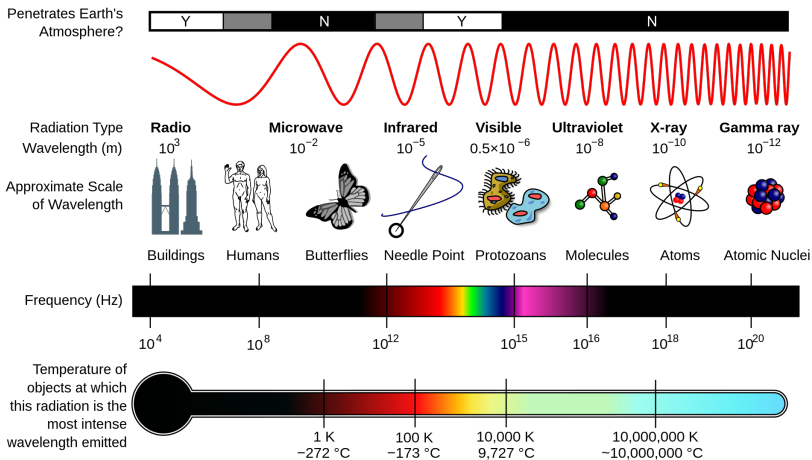 Penetrates Earth's
Atmosphere?
Y N Y N
Radiation Type
Radio Microwave Infrared Visible Ultraviolet X-ray Gamma ray
Wavelength (m)
10³ 10⁻² 10⁻⁵ 0.5×10⁻⁶ 10⁻⁸ 10⁻¹⁰ 10⁻¹²
Approximate Scale
of Wavelength
Buildings Humans Butterflies Needle Point Protozoans Molecules Atoms Atomic Nuclei
Frequency (Hz)
10⁴ 10⁸ 10¹² 10¹⁵ 10¹⁶ 10¹⁸ 10²⁰
Temperature of
objects at which
this radiation is the
most intense
wavelength emitted
1 K 100 K 10,000 K 10,000,000 K
−272 °C −173 °C 9,727 °C ~10,000,000 °C